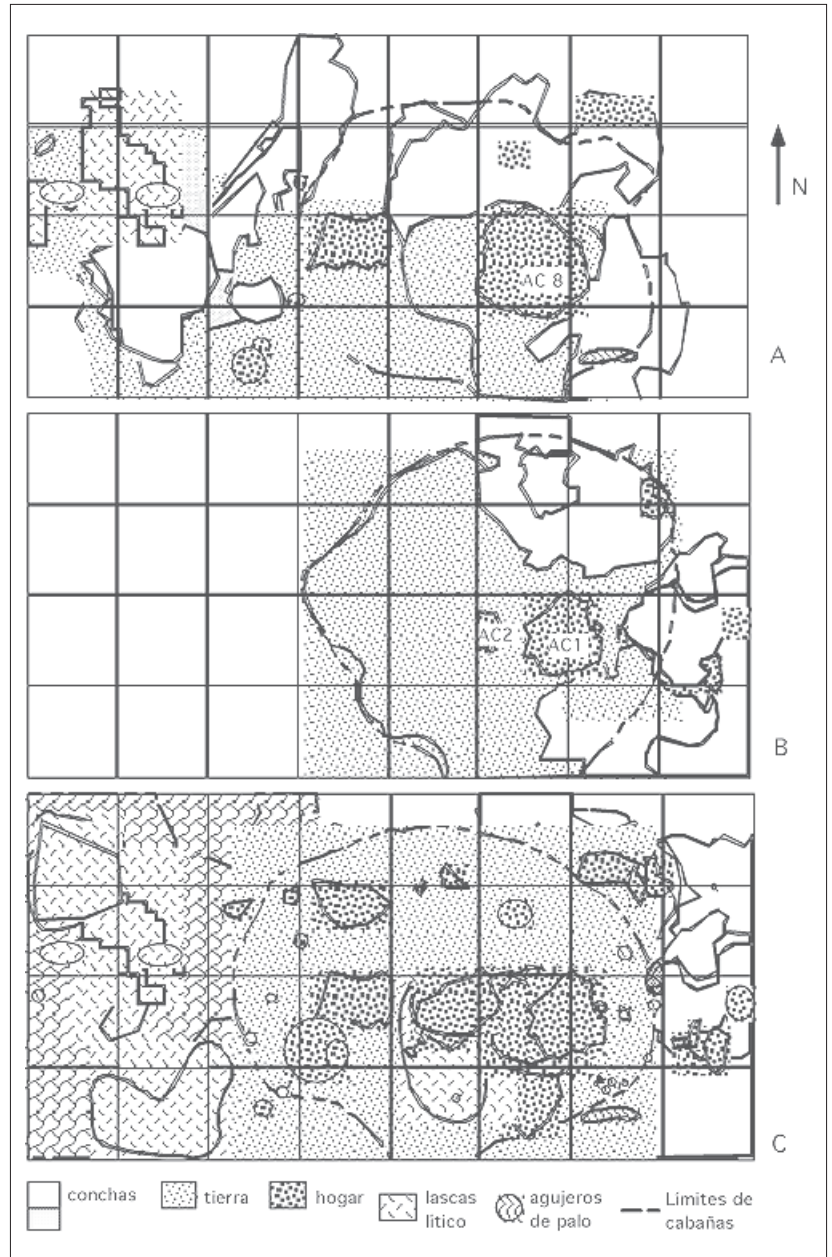 N
AC 8
A
AC2
AC1
B
C
conchas
tierra
hogar
lascas
lítico
agujeros
de palo
Límites de
cabañas